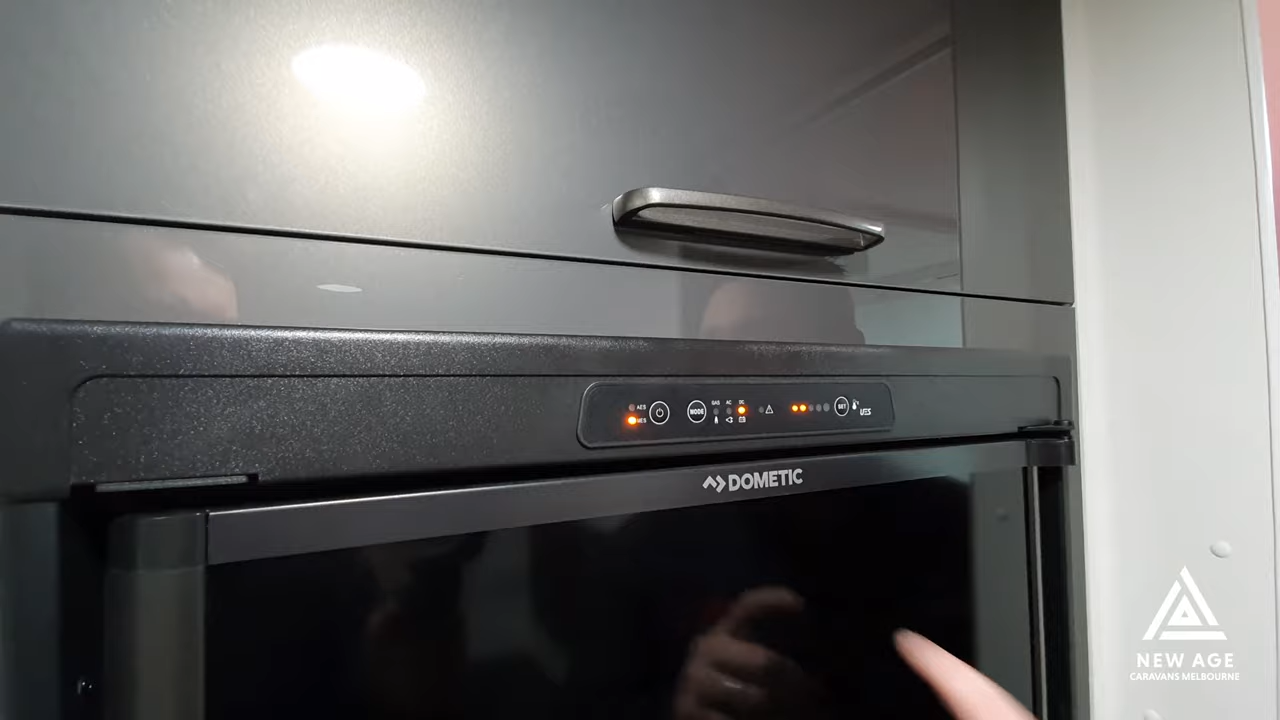 AES
MES
MODE
GAS AC DC
SET
DOMETIC
NEW AGE
CARAVANS MELBOURNE